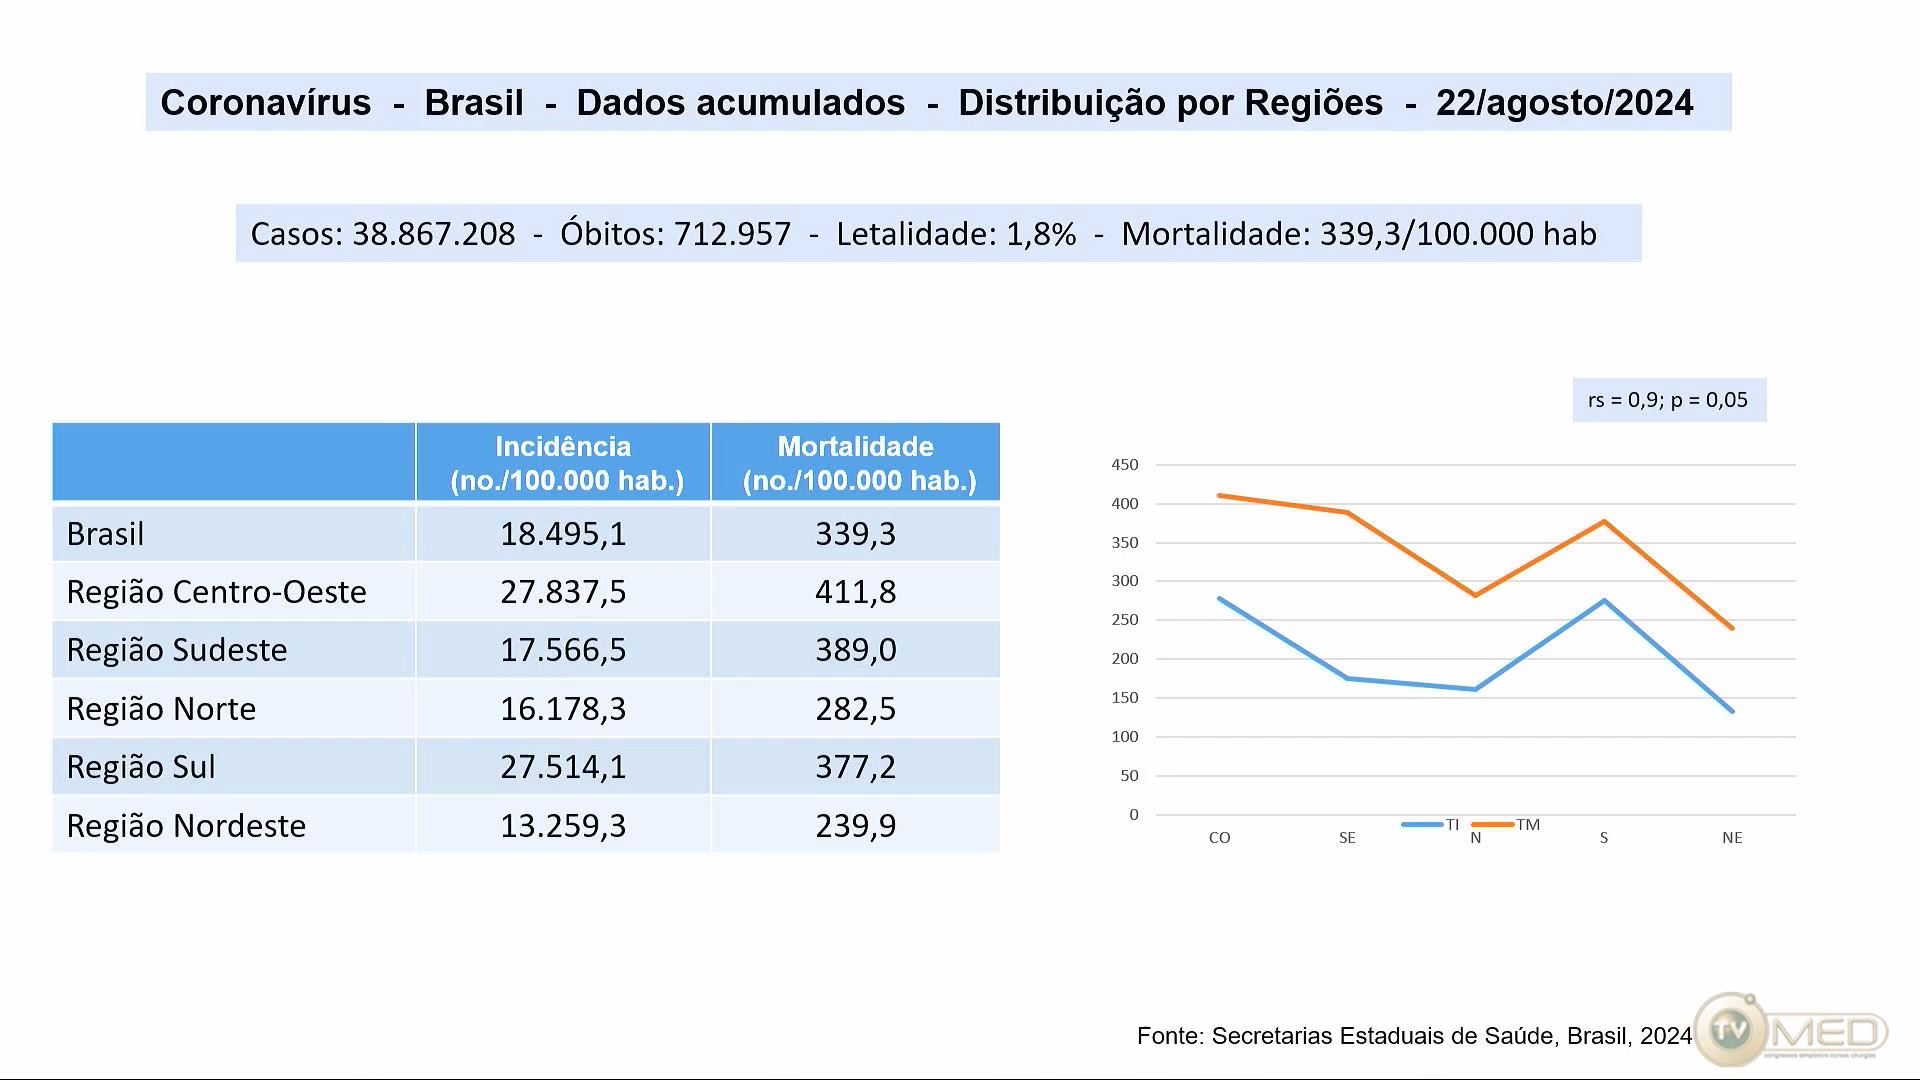 Coronavírus - Brasil - Dados acumulados - Distribuição por Regiões - 22/agosto/2024
Casos: 38.867.208 - Óbitos: 712.957 - Letalidade: 1,8% - Mortalidade: 339,3/100.000 hab
Incidência (no./100.000 hab.) Mortalidade (no./100.000 hab.)
Brasil 18.495,1 339,3
Região Centro-Oeste 27.837,5 411,8
Região Sudeste 17.566,5 389,0
Região Norte 16.178,3 282,5
Região Sul 27.514,1 377,2
Região Nordeste 13.259,3 239,9
rs = 0,9; p = 0,05
450
400
350
300
250
200
150
100
50
0
TI TM
CO SE N S NE
Fonte: Secretarias Estaduais de Saúde, Brasil, 2024
TV MED